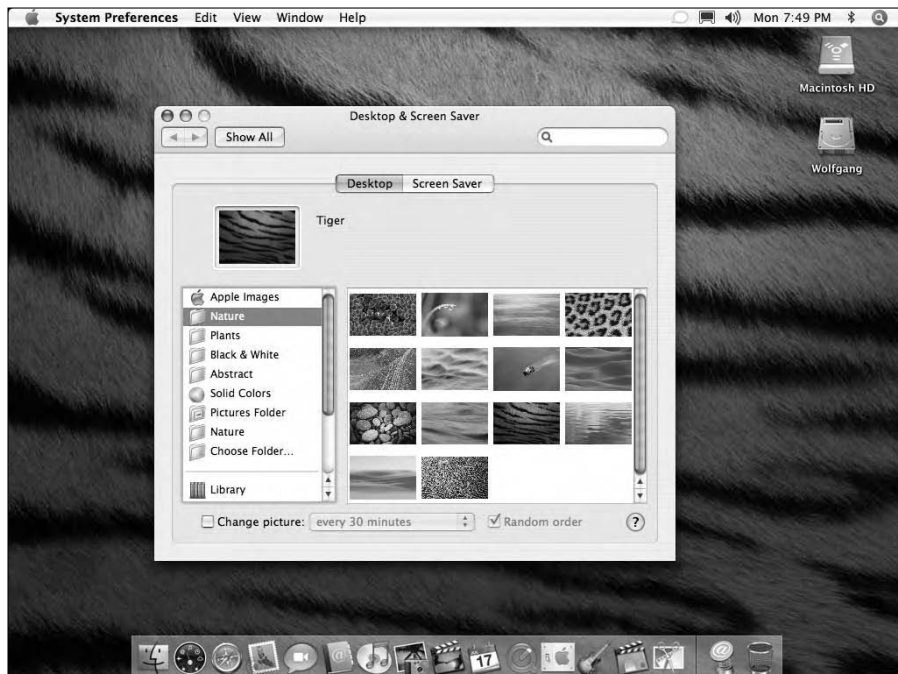 System Preferences Edit View Window Help Mon 7:49 PM
Macintosh HD
Wolfgang
Desktop & Screen Saver
Show All
Desktop Screen Saver
Tiger
Apple Images
Nature
Plants
Black & White
Abstract
Solid Colors
Pictures Folder
Nature
Choose Folder...
Library
Change picture: every 30 minutes Random order ?
17